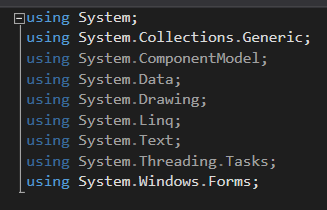 using System;
using System.Collections.Generic;
using System.ComponentModel;
using System.Data;
using System.Drawing;
using System.Linq;
using System.Text;
using System.Threading.Tasks;
using System.Windows.Forms;